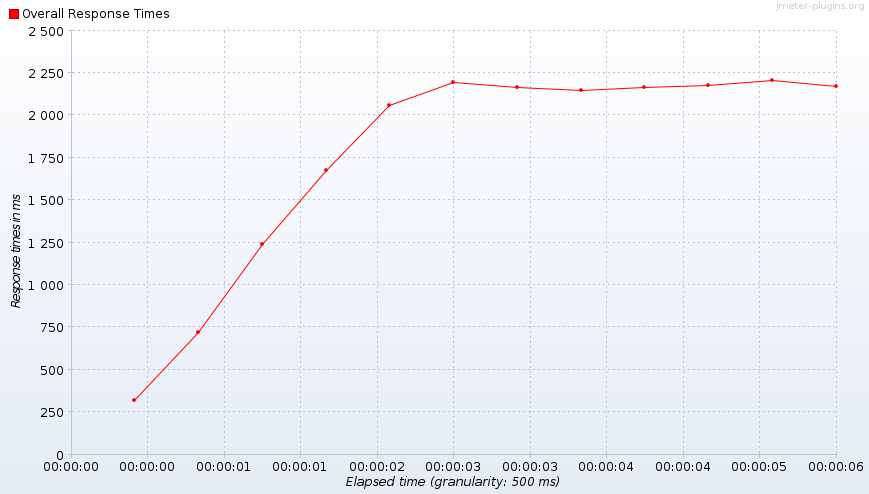 jmeter-plugins.org
Overall Response Times
2 500
2 250
2 000
1 750
1 500
1 250
1 000
750
500
250
0
Response times in ms
00:00:00 00:00:00 00:00:01 00:00:01 00:00:02 00:00:03 00:00:03 00:00:04 00:00:04 00:00:05 00:00:06
Elapsed time (granularity: 500 ms)